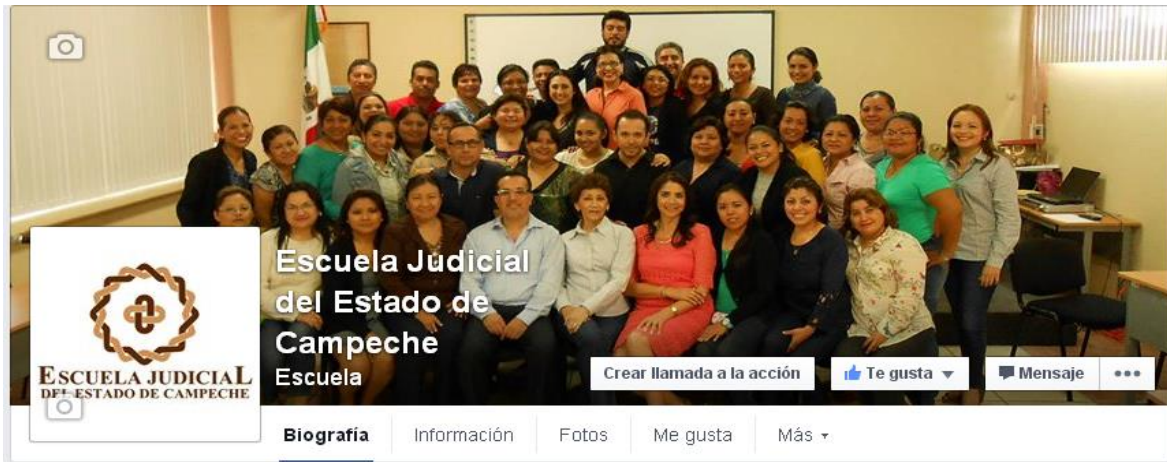 Escuela Judicial
del Estado de
Campeche
Escuela
ESCUELA JUDICIAL
DEL ESTADO DE CAMPECHE
Crear llamada a la acción
Te gusta
Mensaje
Biografía
Información
Fotos
Me gusta
Más